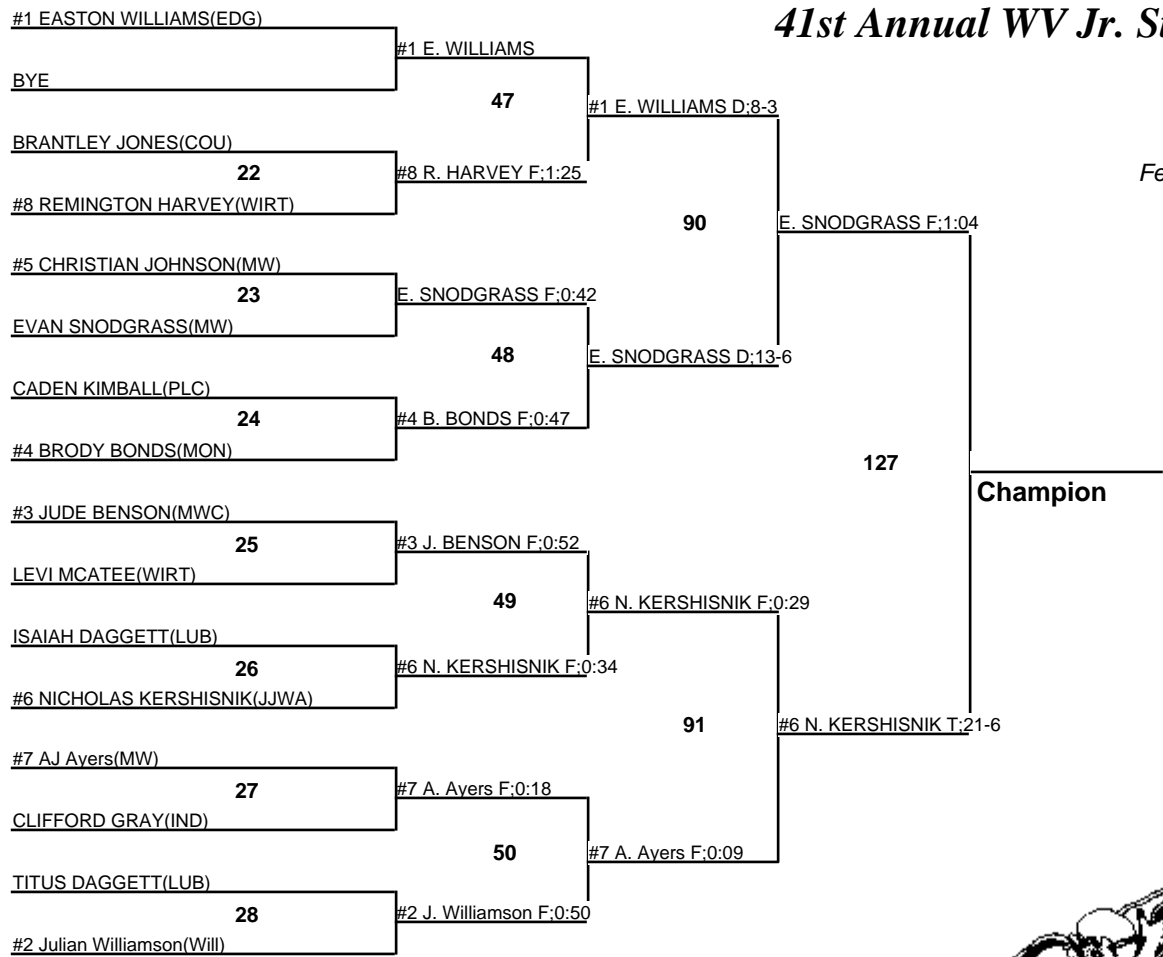 #1 EASTON WILLIAMS(EDG)
41st Annual WV Jr.
#1 E. WILLIAMS
BYE
47
#1 E. WILLIAMS D;8-3
BRANTLEY JONES(COU)
22
#8 R. HARVEY F;1:25
#8 REMINGTON HARVEY(WIRT)
90
E. SNODGRASS F;1:04
#5 CHRISTIAN JOHNSON(MW)
23
E. SNODGRASS F;0:42
EVAN SNODGRASS(MW)
48
E. SNODGRASS D;13-6
CADEN KIMBALL(PLC)
24
#4 B. BONDS F;0:47
#4 BRODY BONDS(MON)
127
Champion
#3 JUDE BENSON(MWC)
25
#3 J. BENSON F;0:52
LEVI MCATEE(WIRT)
49
#6 N. KERSHISNIK F;0:29
ISAIAH DAGGETT(LUB)
26
#6 N. KERSHISNIK F;0:34
#6 NICHOLAS KERSHISNIK(JJWA)
91
#6 N. KERSHISNIK T;21-6
#7 AJ Ayers(MW)
27
#7 A. Ayers F;0:18
CLIFFORD GRAY(IND)
50
#7 A. Ayers F;0:09
TITUS DAGGETT(LUB)
28
#2 J. Williamson F;0:50
#2 Julian Williamson(Will)